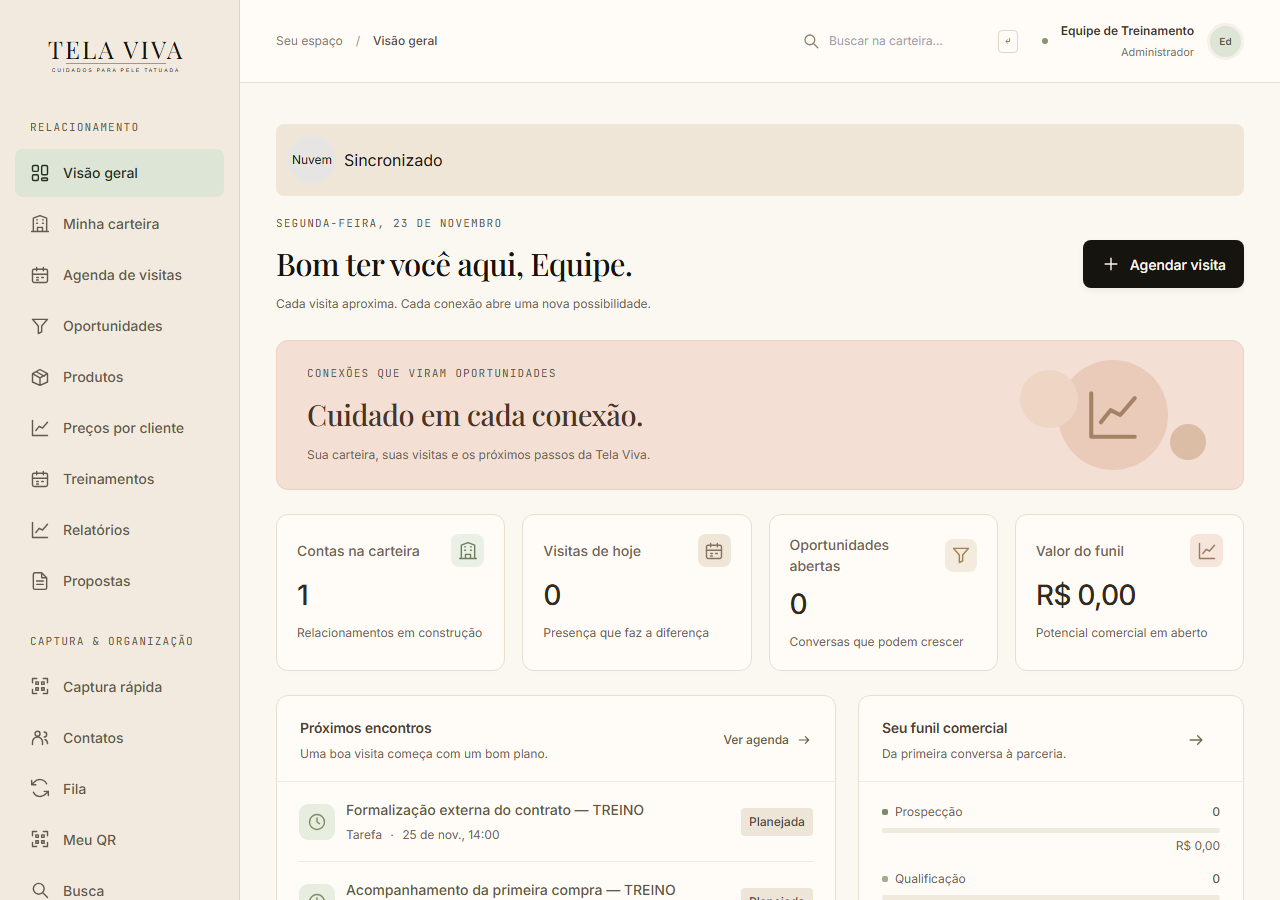 TELA VIVA
CUIDADOS PARA PELE TATUADA
RELACIONAMENTO
Visão geral
Minha carteira
Agenda de visitas
Oportunidades
Produtos
Preços por cliente
Treinamentos
Relatórios
Propostas
CAPTURA & ORGANIZAÇÃO
Captura rápida
Contatos
Fila
Meu QR
Busca
Seu espaço / Visão geral
Buscar na carteira...
↵
Equipe de Treinamento
Administrador
Ed
Nuvem Sincronizado
SEGUNDA-FEIRA, 23 DE NOVEMBRO
Bom ter você aqui, Equipe.
Cada visita aproxima. Cada conexão abre uma nova possibilidade.
Agendar visita
CONEXÕES QUE VIRAM OPORTUNIDADES
Cuidado em cada conexão.
Sua carteira, suas visitas e os próximos passos da Tela Viva.
Contas na carteira
1
Relacionamentos em construção
Visitas de hoje
0
Presença que faz a diferença
Oportunidades
abertas
0
Conversas que podem crescer
Valor do funil
R$ 0,00
Potencial comercial em aberto
Próximos encontros
Uma boa visita começa com um bom plano.
Ver agenda
Formalização externa do contrato — TREINO
Tarefa · 25 de nov., 14:00
Planejada
Acompanhamento da primeira compra — TREINO
Planejada
Seu funil comercial
Da primeira conversa à parceria.
Prospecção 0
R$ 0,00
Qualificação 0